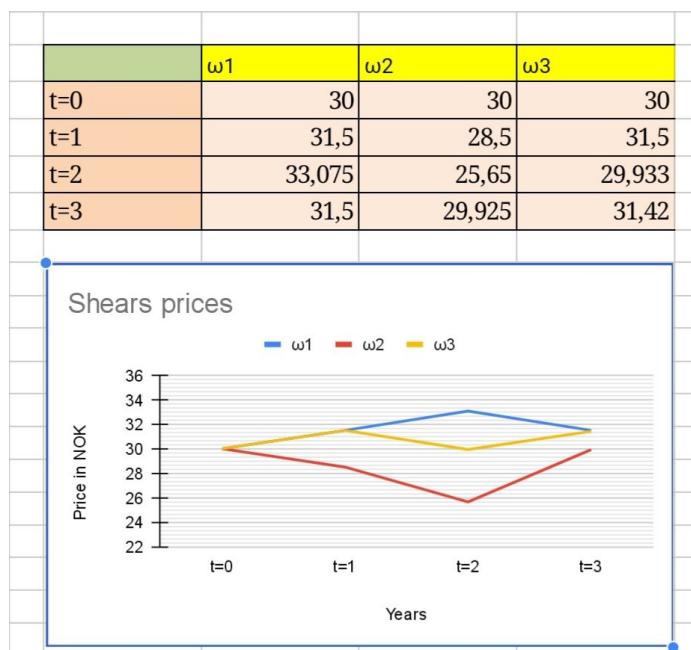 ω1 ω2 ω3
t=0 30 30 30
t=1 31,5 28,5 31,5
t=2 33,075 25,65 29,933
t=3 31,5 29,925 31,42
Shears prices
ω1 ω2 ω3
Price in NOK
36
34
32
30
28
26
24
22
t=0 t=1 t=2 t=3
Years